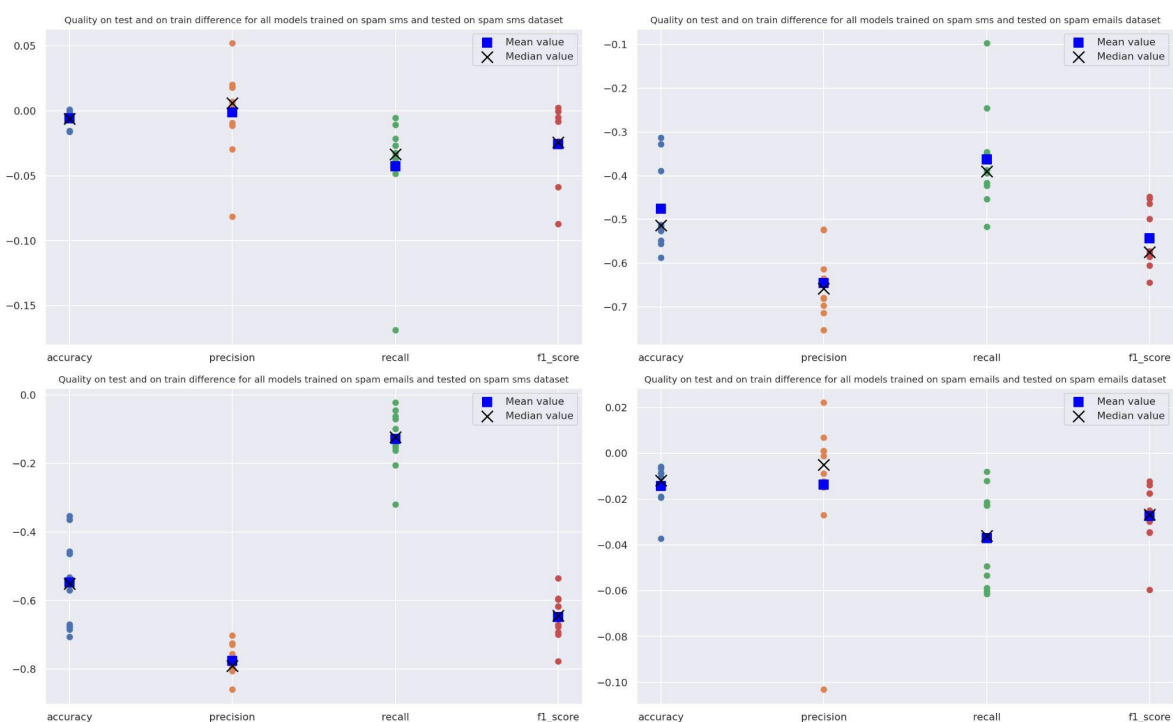 Quality on test and on train difference for all models trained on spam sms and tested on spam sms dataset
Mean value
Median value
0.05
0.00
−0.05
−0.10
−0.15
accuracy precision recall f1_score
Quality on test and on train difference for all models trained on spam sms and tested on spam emails dataset
Mean value
Median value
−0.1
−0.2
−0.3
−0.4
−0.5
−0.6
−0.7
accuracy precision recall f1_score
Quality on test and on train difference for all models trained on spam emails and tested on spam sms dataset
Mean value
Median value
0.0
−0.2
−0.4
−0.6
−0.8
accuracy precision recall f1_score
Quality on test and on train difference for all models trained on spam emails and tested on spam emails dataset
Mean value
Median value
0.02
0.00
−0.02
−0.04
−0.06
−0.08
−0.10
accuracy precision recall f1_score